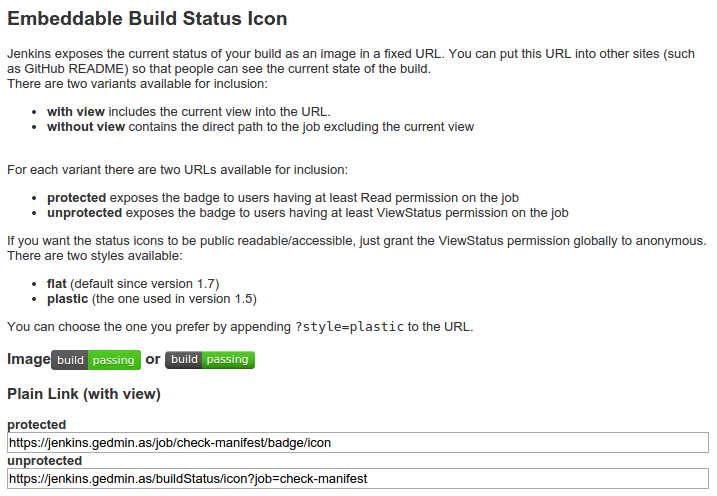 Embeddable Build Status Icon
Jenkins exposes the current status of your build as an image in a fixed URL. You can put this URL into other sites (such
as GitHub README) so that people can see the current state of the build.
There are two variants available for inclusion:
• with view includes the current view into the URL.
• without view contains the direct path to the job excluding the current view
For each variant there are two URLs available for inclusion:
• protected exposes the badge to users having at least Read permission on the job
• unprotected exposes the badge to users having at least ViewStatus permission on the job
If you want the status icons to be public readable/accessible, just grant the ViewStatus permission globally to anonymous.
There are two styles available:
• flat (default since version 1.7)
• plastic (the one used in version 1.5)
You can choose the one you prefer by appending ?style=plastic to the URL.
Image build passing or build passing
Plain Link (with view)
protected
https://jenkins.gedmin.as/job/check-manifest/badge/icon
unprotected
https://jenkins.gedmin.as/buildStatus/icon?job=check-manifest